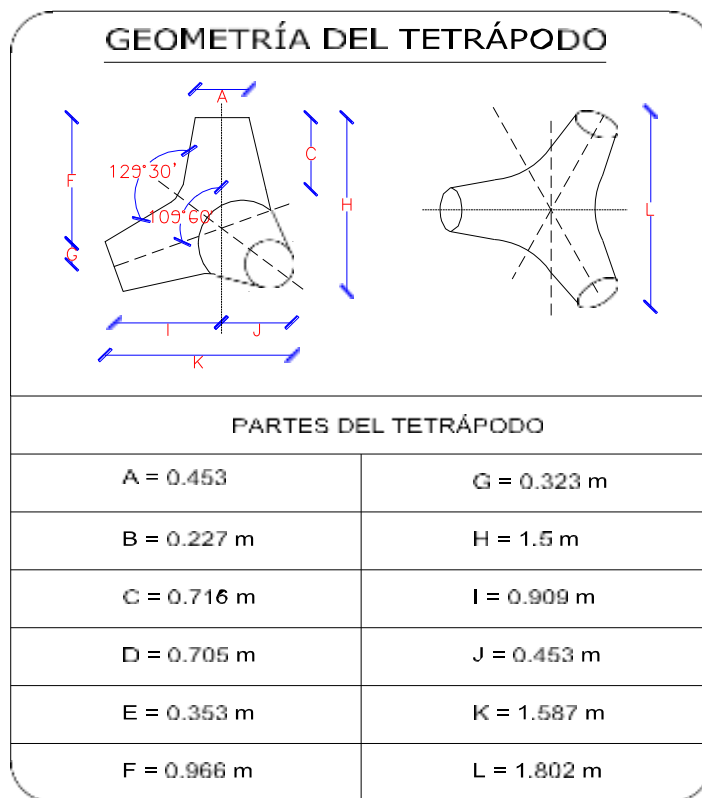 GEOMETRÍA DEL TETRÁPODO
A
C
F
129°30'
H
109°60'
L
G
I
J
K
PARTES DEL TETRÁPODO
A = 0.453
G = 0.323 m
B = 0.227 m
H = 1.5 m
C = 0.716 m
I = 0.909 m
D = 0.705 m
J = 0.453 m
E = 0.353 m
K = 1.587 m
F = 0.966 m
L = 1.802 m